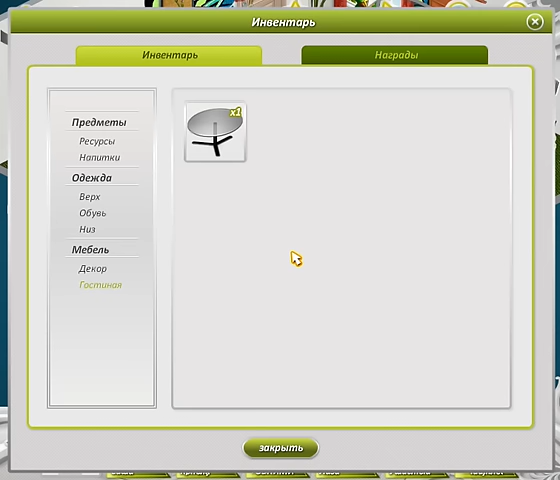 Инвентарь
Инвентарь
Награды
x1
Предметы
Ресурсы
Напитки
Одежда
Верх
Обувь
Низ
Мебель
Декор
Гостиная
закрыть